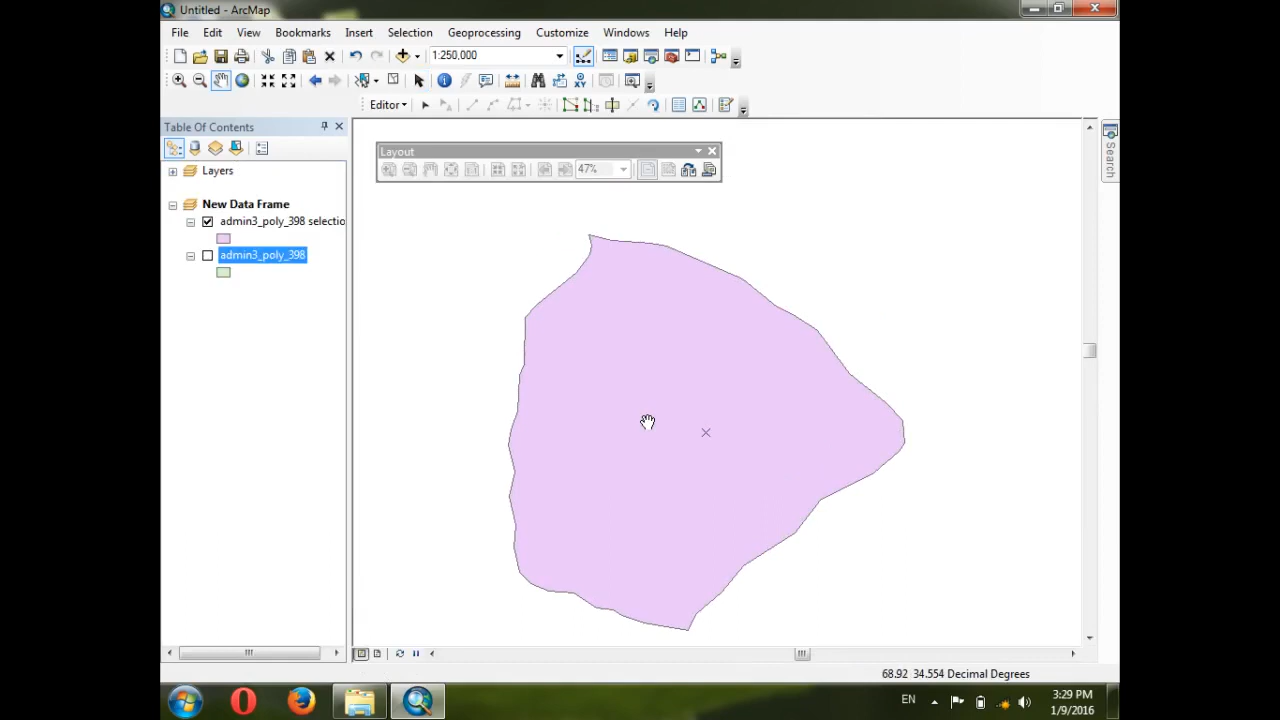 Untitled - ArcMap
File Edit View Bookmarks Insert Selection Geoprocessing Customize Windows Help
1:250,000
Editor
Table Of Contents
Layers
New Data Frame
admin3_poly_398 selectio
admin3_poly_398
Layout
47%
Search
68.92 34.554 Decimal Degrees
EN
3:29 PM
1/9/2016